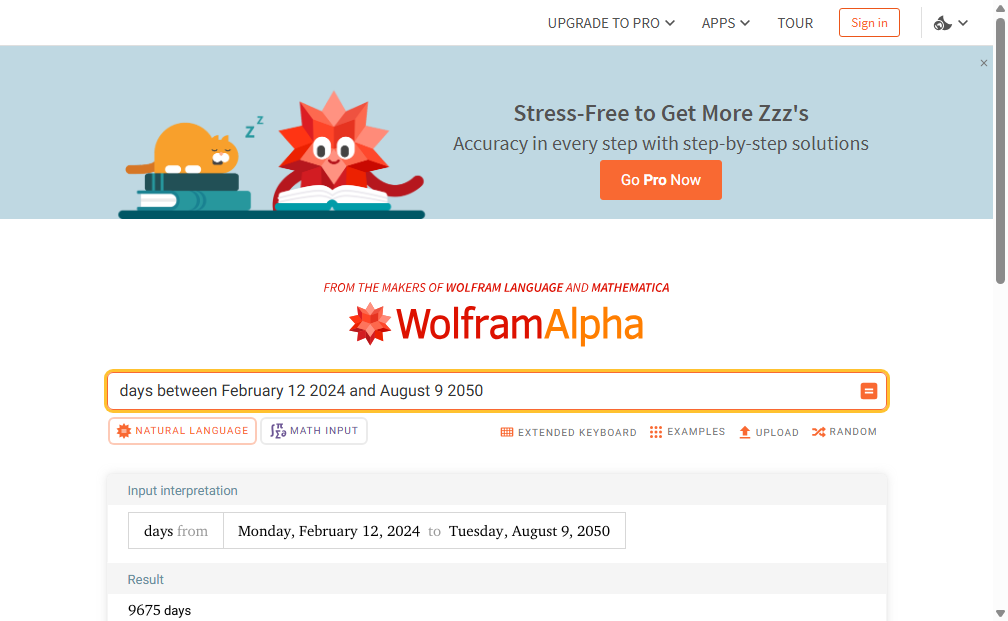 UPGRADE TO PRO APPS TOUR Sign in
×
Stress-Free to Get More Zzz's
Accuracy in every step with step-by-step solutions
Go Pro Now
z z
FROM THE MAKERS OF WOLFRAM LANGUAGE AND MATHEMATICA
WolframAlpha
days between February 12 2024 and August 9 2050
NATURAL LANGUAGE ∫π Σ∂ MATH INPUT EXTENDED KEYBOARD EXAMPLES UPLOAD RANDOM
Input interpretation
days from Monday, February 12, 2024 to Tuesday, August 9, 2050
Result
9675 days